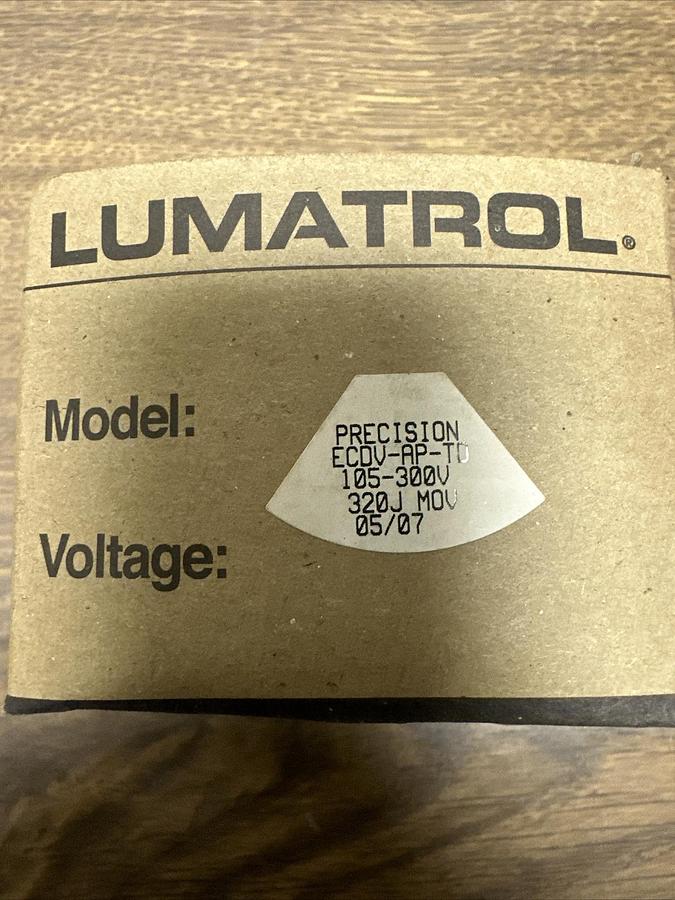 LUMATROL®
Model:
PRECISION
ECDV-AP-TD
105-300V
320J MOV
05/07
Voltage: